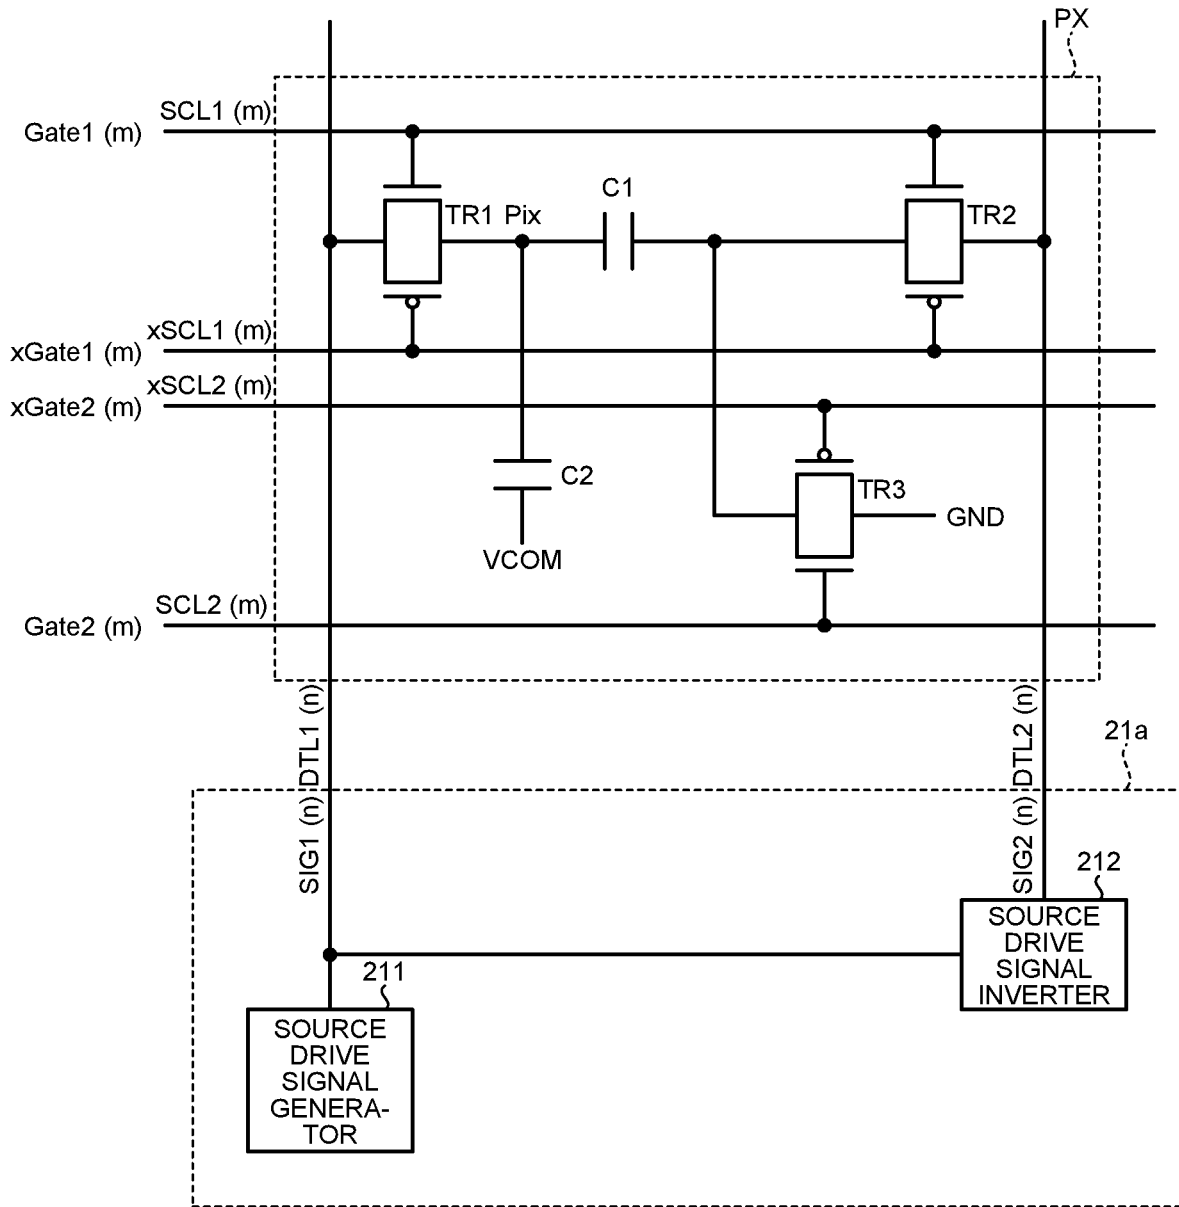 PX
SCL1 (m)
Gate1 (m)
C1
TR1 Pix
TR2
xSCL1 (m)
xGate1 (m)
xSCL2 (m)
xGate2 (m)
C2
TR3
GND
VCOM
SCL2 (m)
Gate2 (m)
DTL1 (n)
DTL2 (n)
21a
SIG1 (n)
SIG2 (n)
212
SOURCE
DRIVE
SIGNAL
INVERTER
211
SOURCE
DRIVE
SIGNAL
GENERA-
TOR